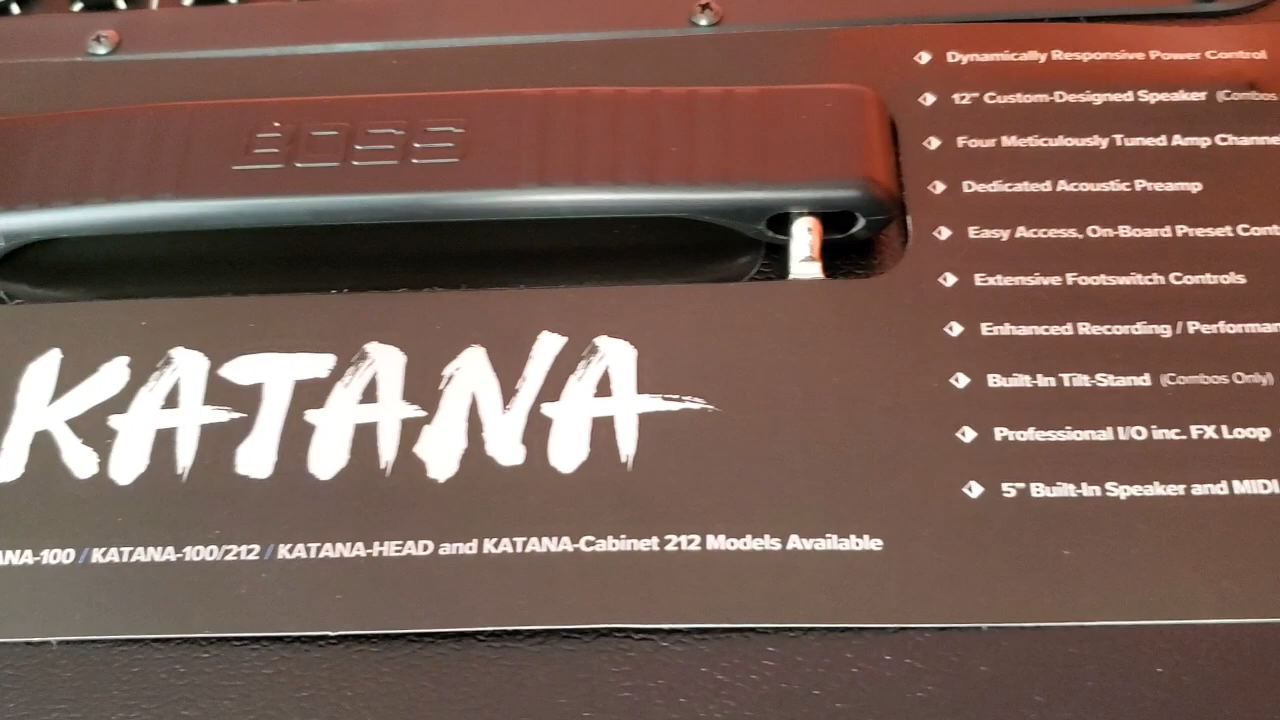 BOSS
Dynamically Responsive Power Control
12" Custom-Designed Speaker (Combos
Four Meticulously Tuned Amp Channe
Dedicated Acoustic Preamp
Easy Access, On-Board Preset Cont
Extensive Footswitch Controls
Enhanced Recording / Performan
Built-In Tilt-Stand (Combos Only)
Professional I/O inc. FX Loop
5" Built-In Speaker and MIDI
KATANA
ANA-100 / KATANA-100/212 / KATANA-HEAD and KATANA-Cabinet 212 Models Available